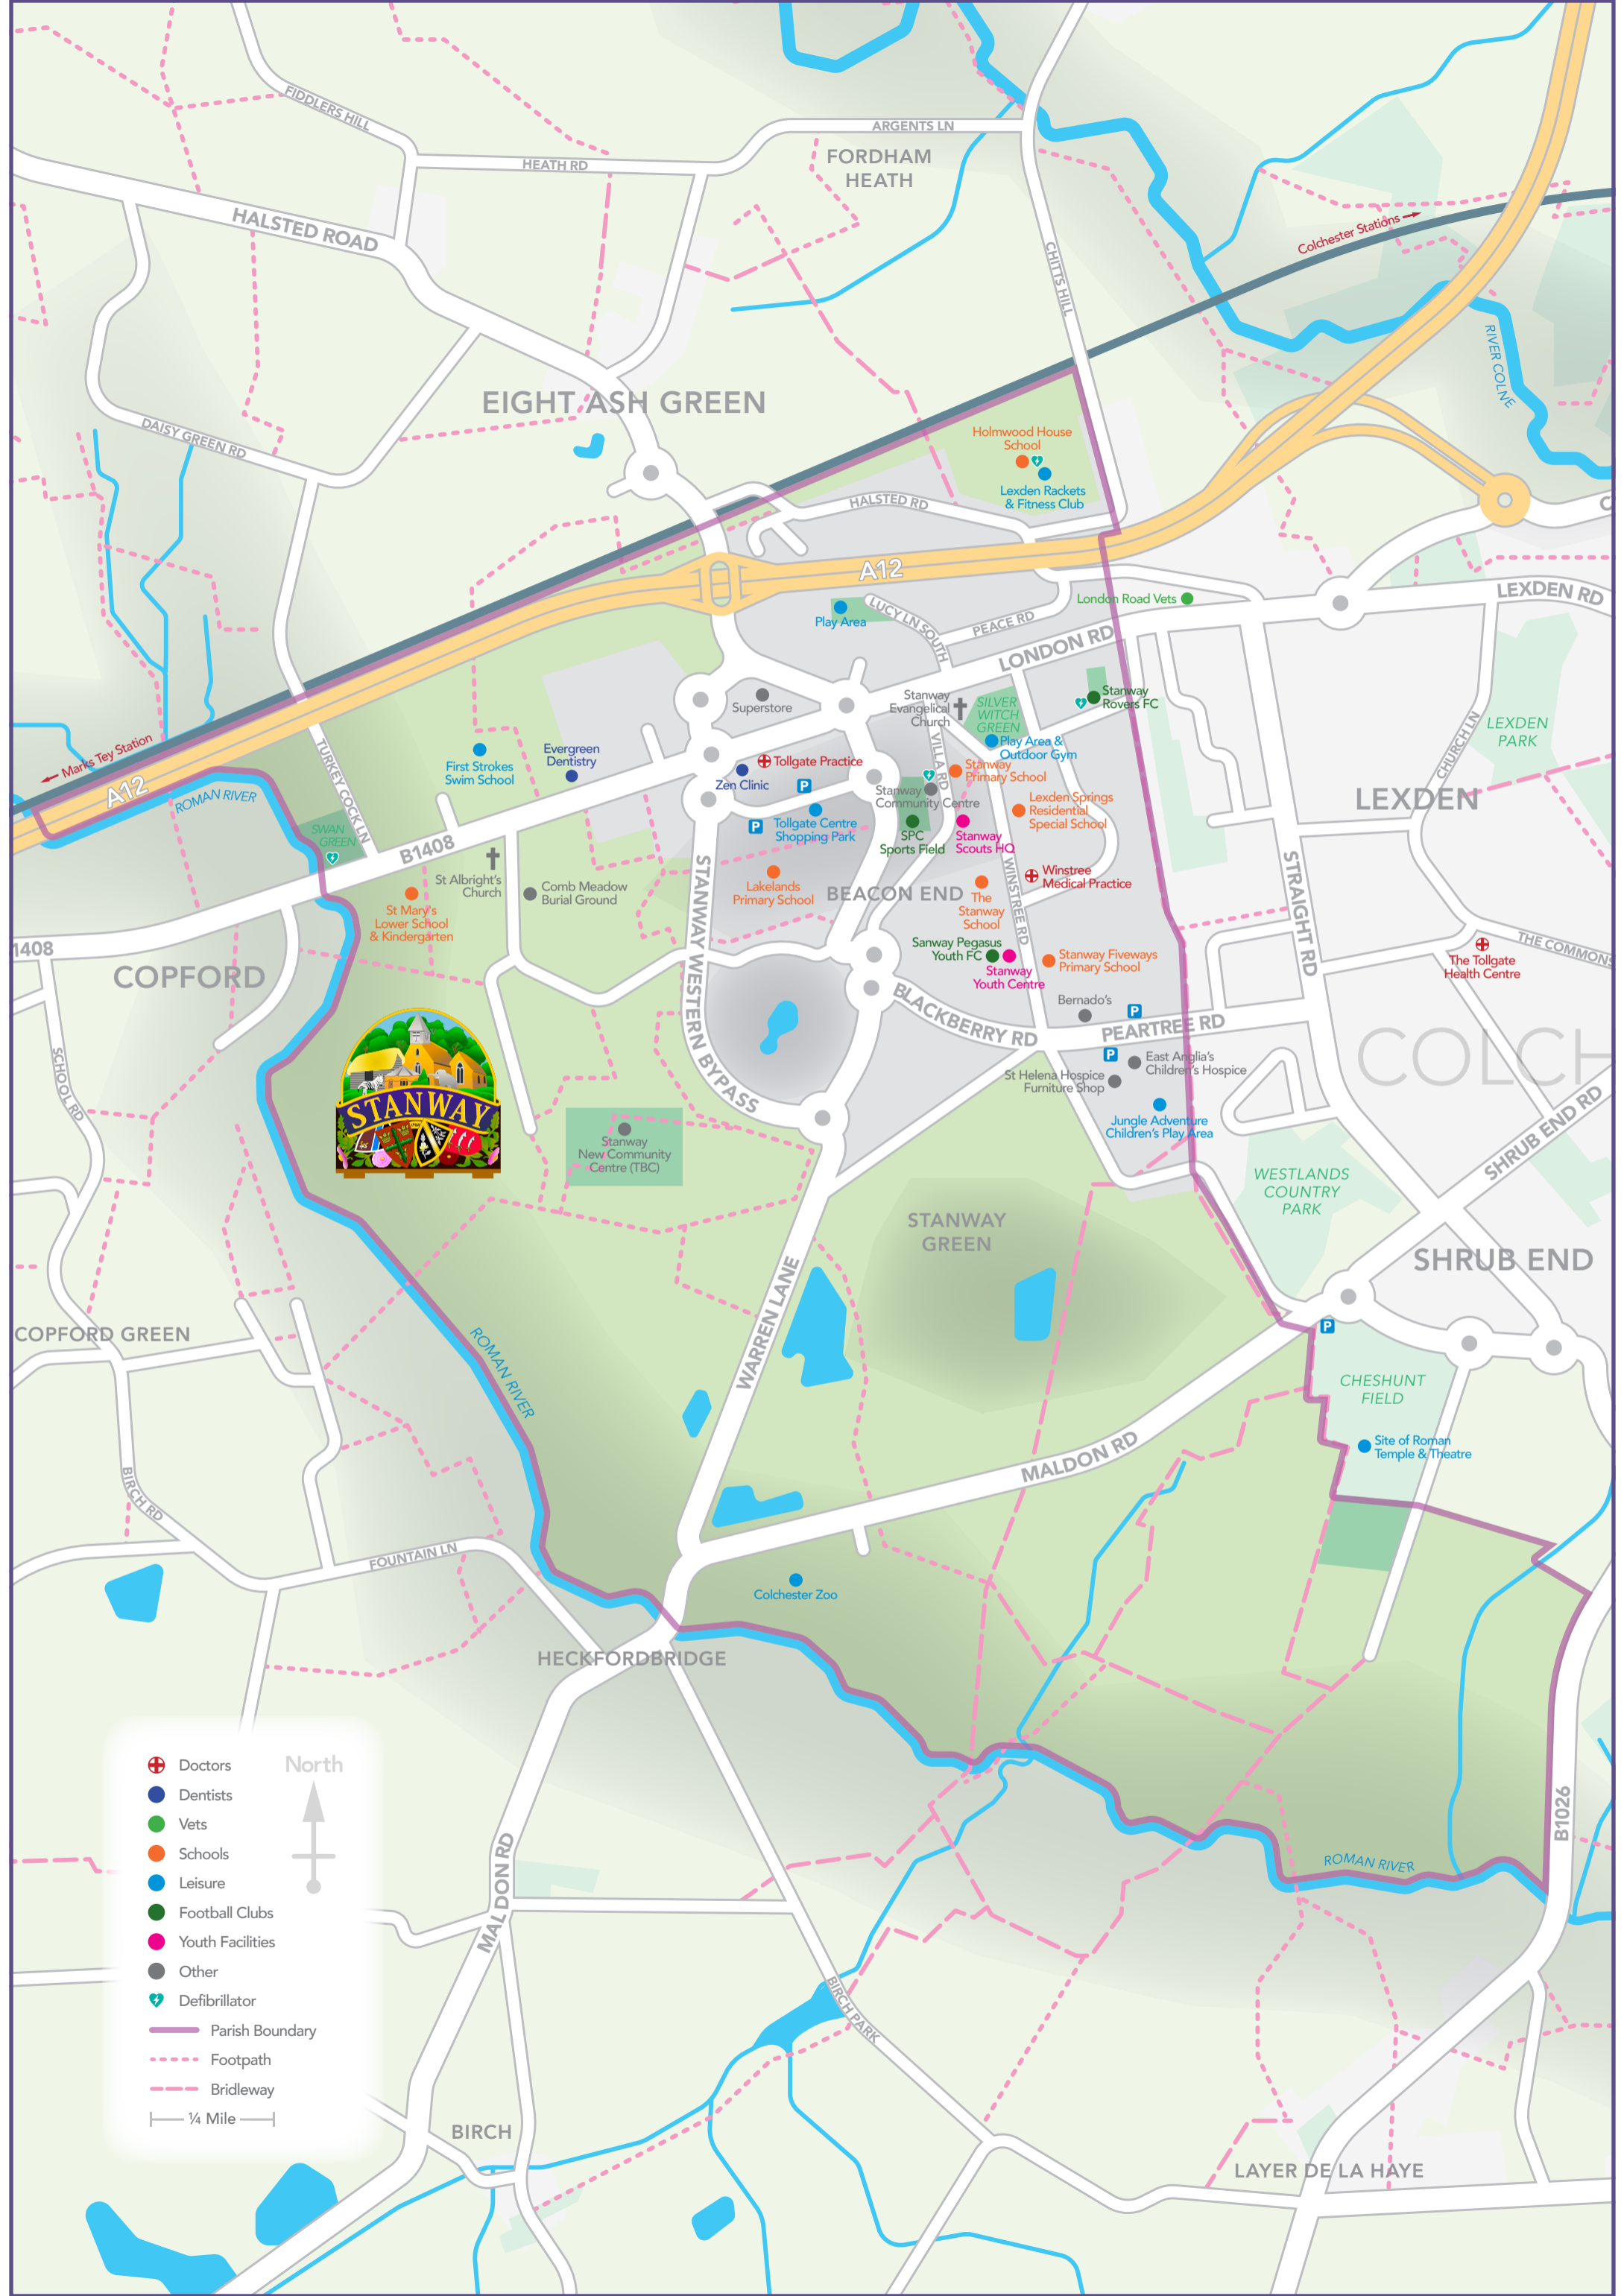 FIDDLERS HILL
HEATH RD
ARGENTS LN
FORDHAM
HEATH
HALSTED ROAD
CHITTS HILL
Colchester Stations
RIVER COLNE
EIGHT ASH GREEN
DAISY GREEN RD
Holmwood House
School
Lexden Rackets
& Fitness Club
HALSTED RD
A12
LEXDEN RD
London Road Vets
Play Area
LUCY LN SOUTH
PEACE RD
LONDON RD
Superstore
Stanway
Evangelical
Church
SILVER
WITCH
GREEN
Stanway
Rovers FC
LEXDEN
PARK
CHURCH LN
Marks Tey Station
A12
TURKEY COCK LN
First Strokes
Swim School
Evergreen
Dentistry
Zen Clinic
Tollgate Practice
VILLA RD
Play Area &
Outdoor Gym
Stanway
Primary School
ROMAN RIVER
SWAN
GREEN
B1408
Tollgate Centre
Shopping Park
P
P
Stanway
Community Centre
SPC
Sports Field
Stanway
Scouts HQ
Lexden Springs
Residential
Special School
LEXDEN
St Albright's
Church
Comb Meadow
Burial Ground
STANWAY WESTERN BYPASS
Lakelands
Primary School
BEACON END
The
Stanway
School
WINSTREE RD
Winstree
Medical Practice
STRAIGHT RD
St Mary's
Lower School
& Kindergarten
1408
COPFORD
Sanway Pegasus
Youth FC
Stanway
Youth Centre
Stanway Fiveways
Primary School
THE COMMONS
The Tollgate
Health Centre
BLACKBERRY RD
Bernado's
P
PEARTREE RD
P
COLCH
SCHOOL RD
STANWAY
East Anglia's
Children's Hospice
St Helena Hospice
Furniture Shop
Jungle Adventure
Children's Play Area
SHRUB END RD
Stanway
New Community
Centre (TBC)
WESTLANDS
COUNTRY
PARK
STANWAY
GREEN
SHRUB END
COPFORD GREEN
WARREN LANE
P
ROMAN RIVER
CHESHUNT
FIELD
MALDON RD
Site of Roman
Temple & Theatre
BIRCH RD
FOUNTAIN LN
Colchester Zoo
HECKFORDBRIDGE
North
Doctors
Dentists
Vets
Schools
Leisure
Football Clubs
Youth Facilities
Other
Defibrillator
Parish Boundary
Footpath
Bridleway
¼ Mile
MALDON RD
BIRCH PARK
ROMAN RIVER
B1026
BIRCH
LAYER DE LA HAYE